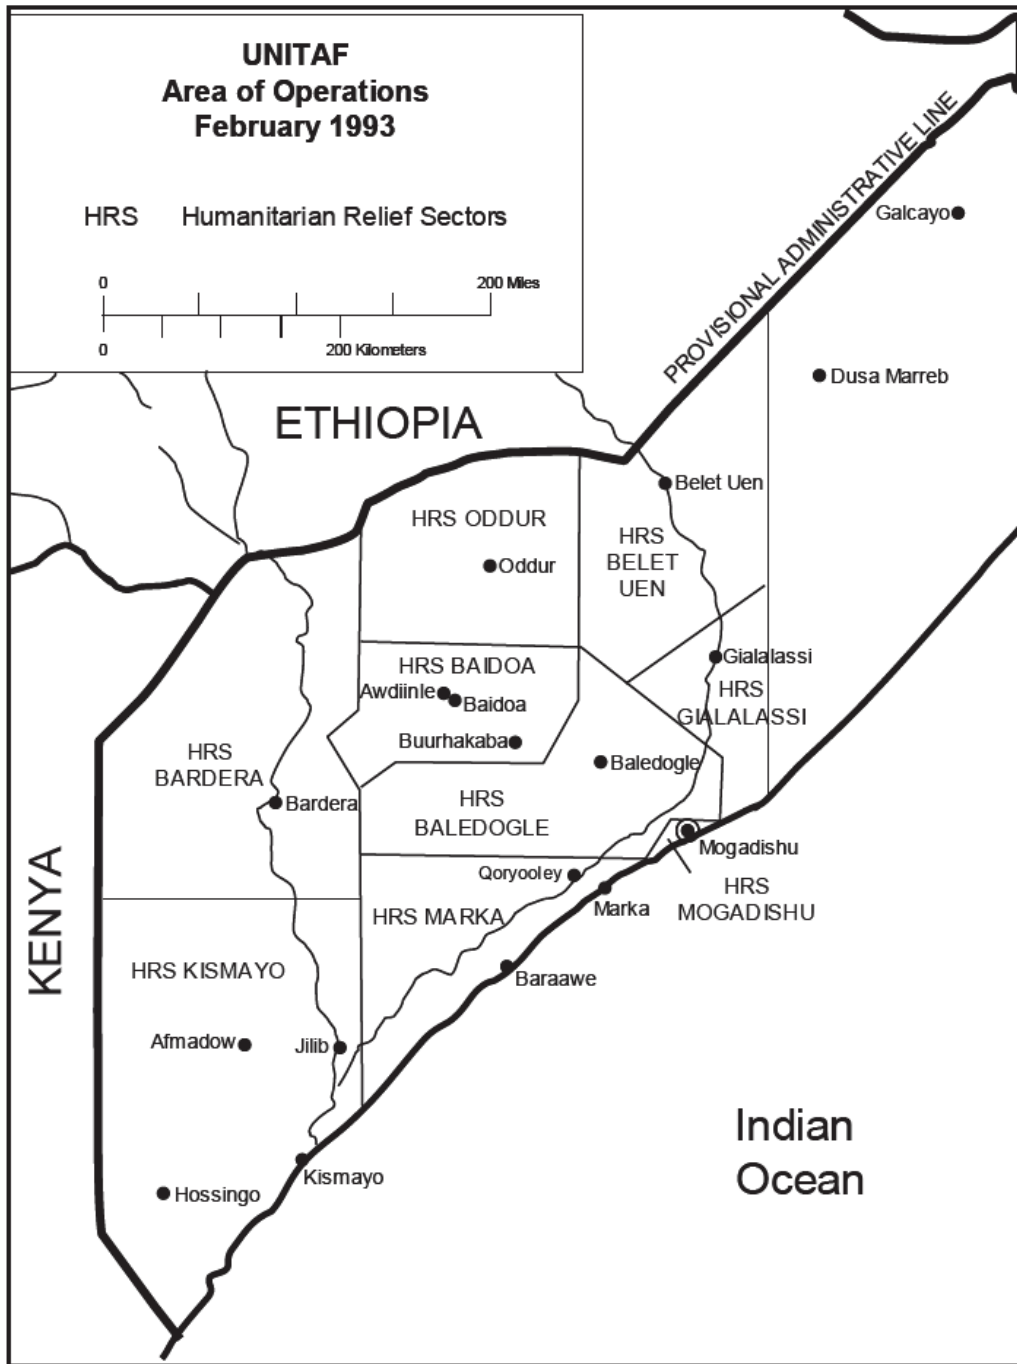 UNITAF
Area of Operations
February 1993
HRS Humanitarian Relief Sectors
0 200 Miles
0 200 Kilometers
PROVISIONAL ADMINISTRATIVE LINE
Galcayo
Dusa Marreb
ETHIOPIA
Belet Uen
HRS ODDUR
HRS
BELET
UEN
Oddur
Gialalassi
HRS BAIDOA
HRS
GIALALASSI
Awdiinle
Baidoa
Buurhakaba
HRS
BARDERA
Baledogle
Bardera
HRS
BALEDOGLE
Mogadishu
KENYA
Qoryooley
HRS
MOGADISHU
HRS MARKA
Marka
HRS KISMAYO
Baraawe
Afmadow
Jilib
Indian
Ocean
Kismayo
Hossingo